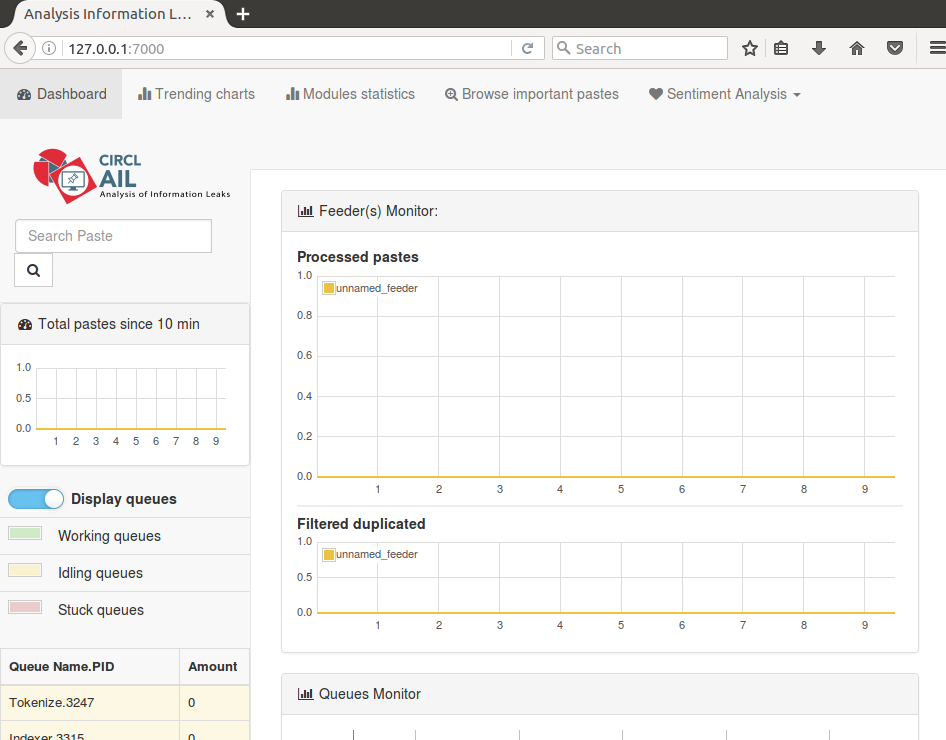 Analysis Information L...
127.0.0.1:7000
Search
Dashboard
Trending charts
Modules statistics
Browse important pastes
Sentiment Analysis
CIRCL
AIL
Analysis of Information Leaks
Search Paste
Total pastes since 10 min
1.0
0.5
0.0
1 2 3 4 5 6 7 8 9
Display queues
Working queues
Idling queues
Stuck queues
Queue Name.PID Amount
Tokenize.3247 0
Indexer.3315 0
Feeder(s) Monitor:
Processed pastes
1.0
unnamed_feeder
0.8
0.6
0.4
0.2
0.0
1 2 3 4 5 6 7 8 9
Filtered duplicated
1.0
unnamed_feeder
0.5
0.0
1 2 3 4 5 6 7 8 9
Queues Monitor